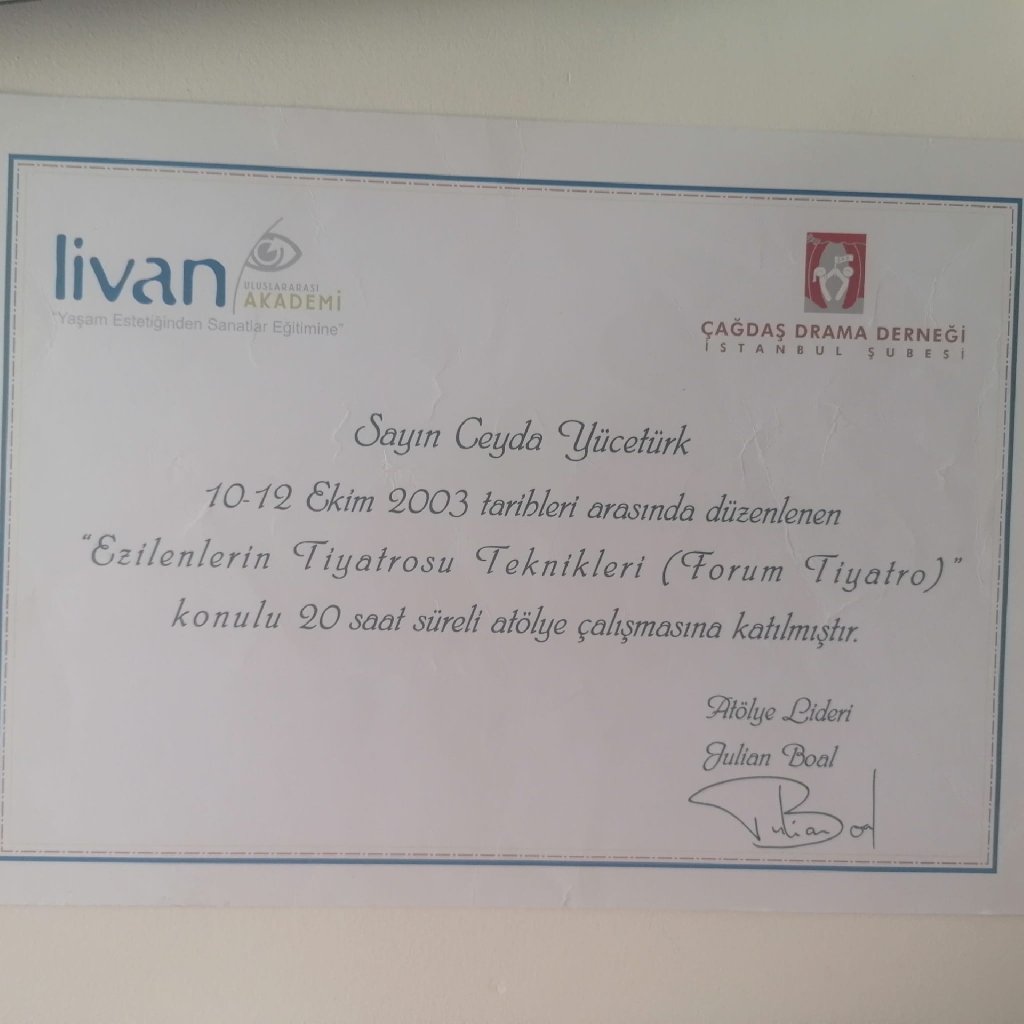 livan
ULUSLARARASI
AKADEMİ
"Yaşam Estetiğinden Sanatlar Eğitimine"
ÇAĞDAŞ DRAMA DERNEĞİ
İSTANBUL ŞUBESİ
Sayın Ceyda Yücetürk
10-12 Ekim 2003 tarihleri arasında düzenlenen
"Ezilenlerin Tiyatrosu Teknikleri (Forum Tiyatro)"
konulu 20 saat süreli atölye çalışmasına katılmıştır.
Atölye Lideri
Julian Boal
Julian Boal